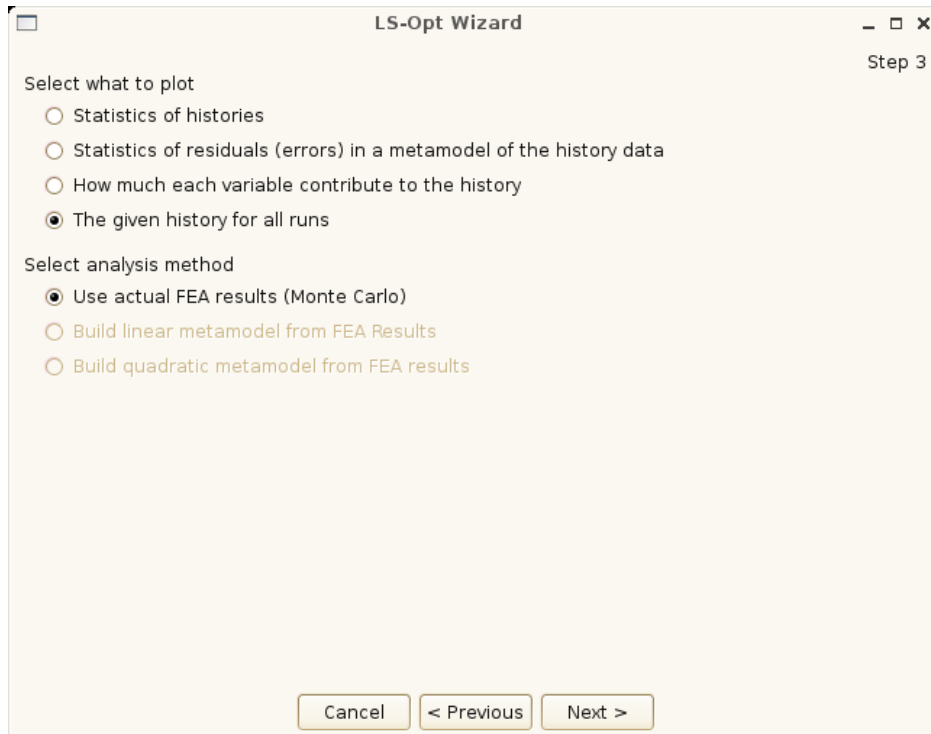 LS-Opt Wizard
Step 3
Select what to plot
Statistics of histories
Statistics of residuals (errors) in a metamodel of the history data
How much each variable contribute to the history
The given history for all runs
Select analysis method
Use actual FEA results (Monte Carlo)
Build linear metamodel from FEA Results
Build quadratic metamodel from FEA results
Cancel < Previous Next >